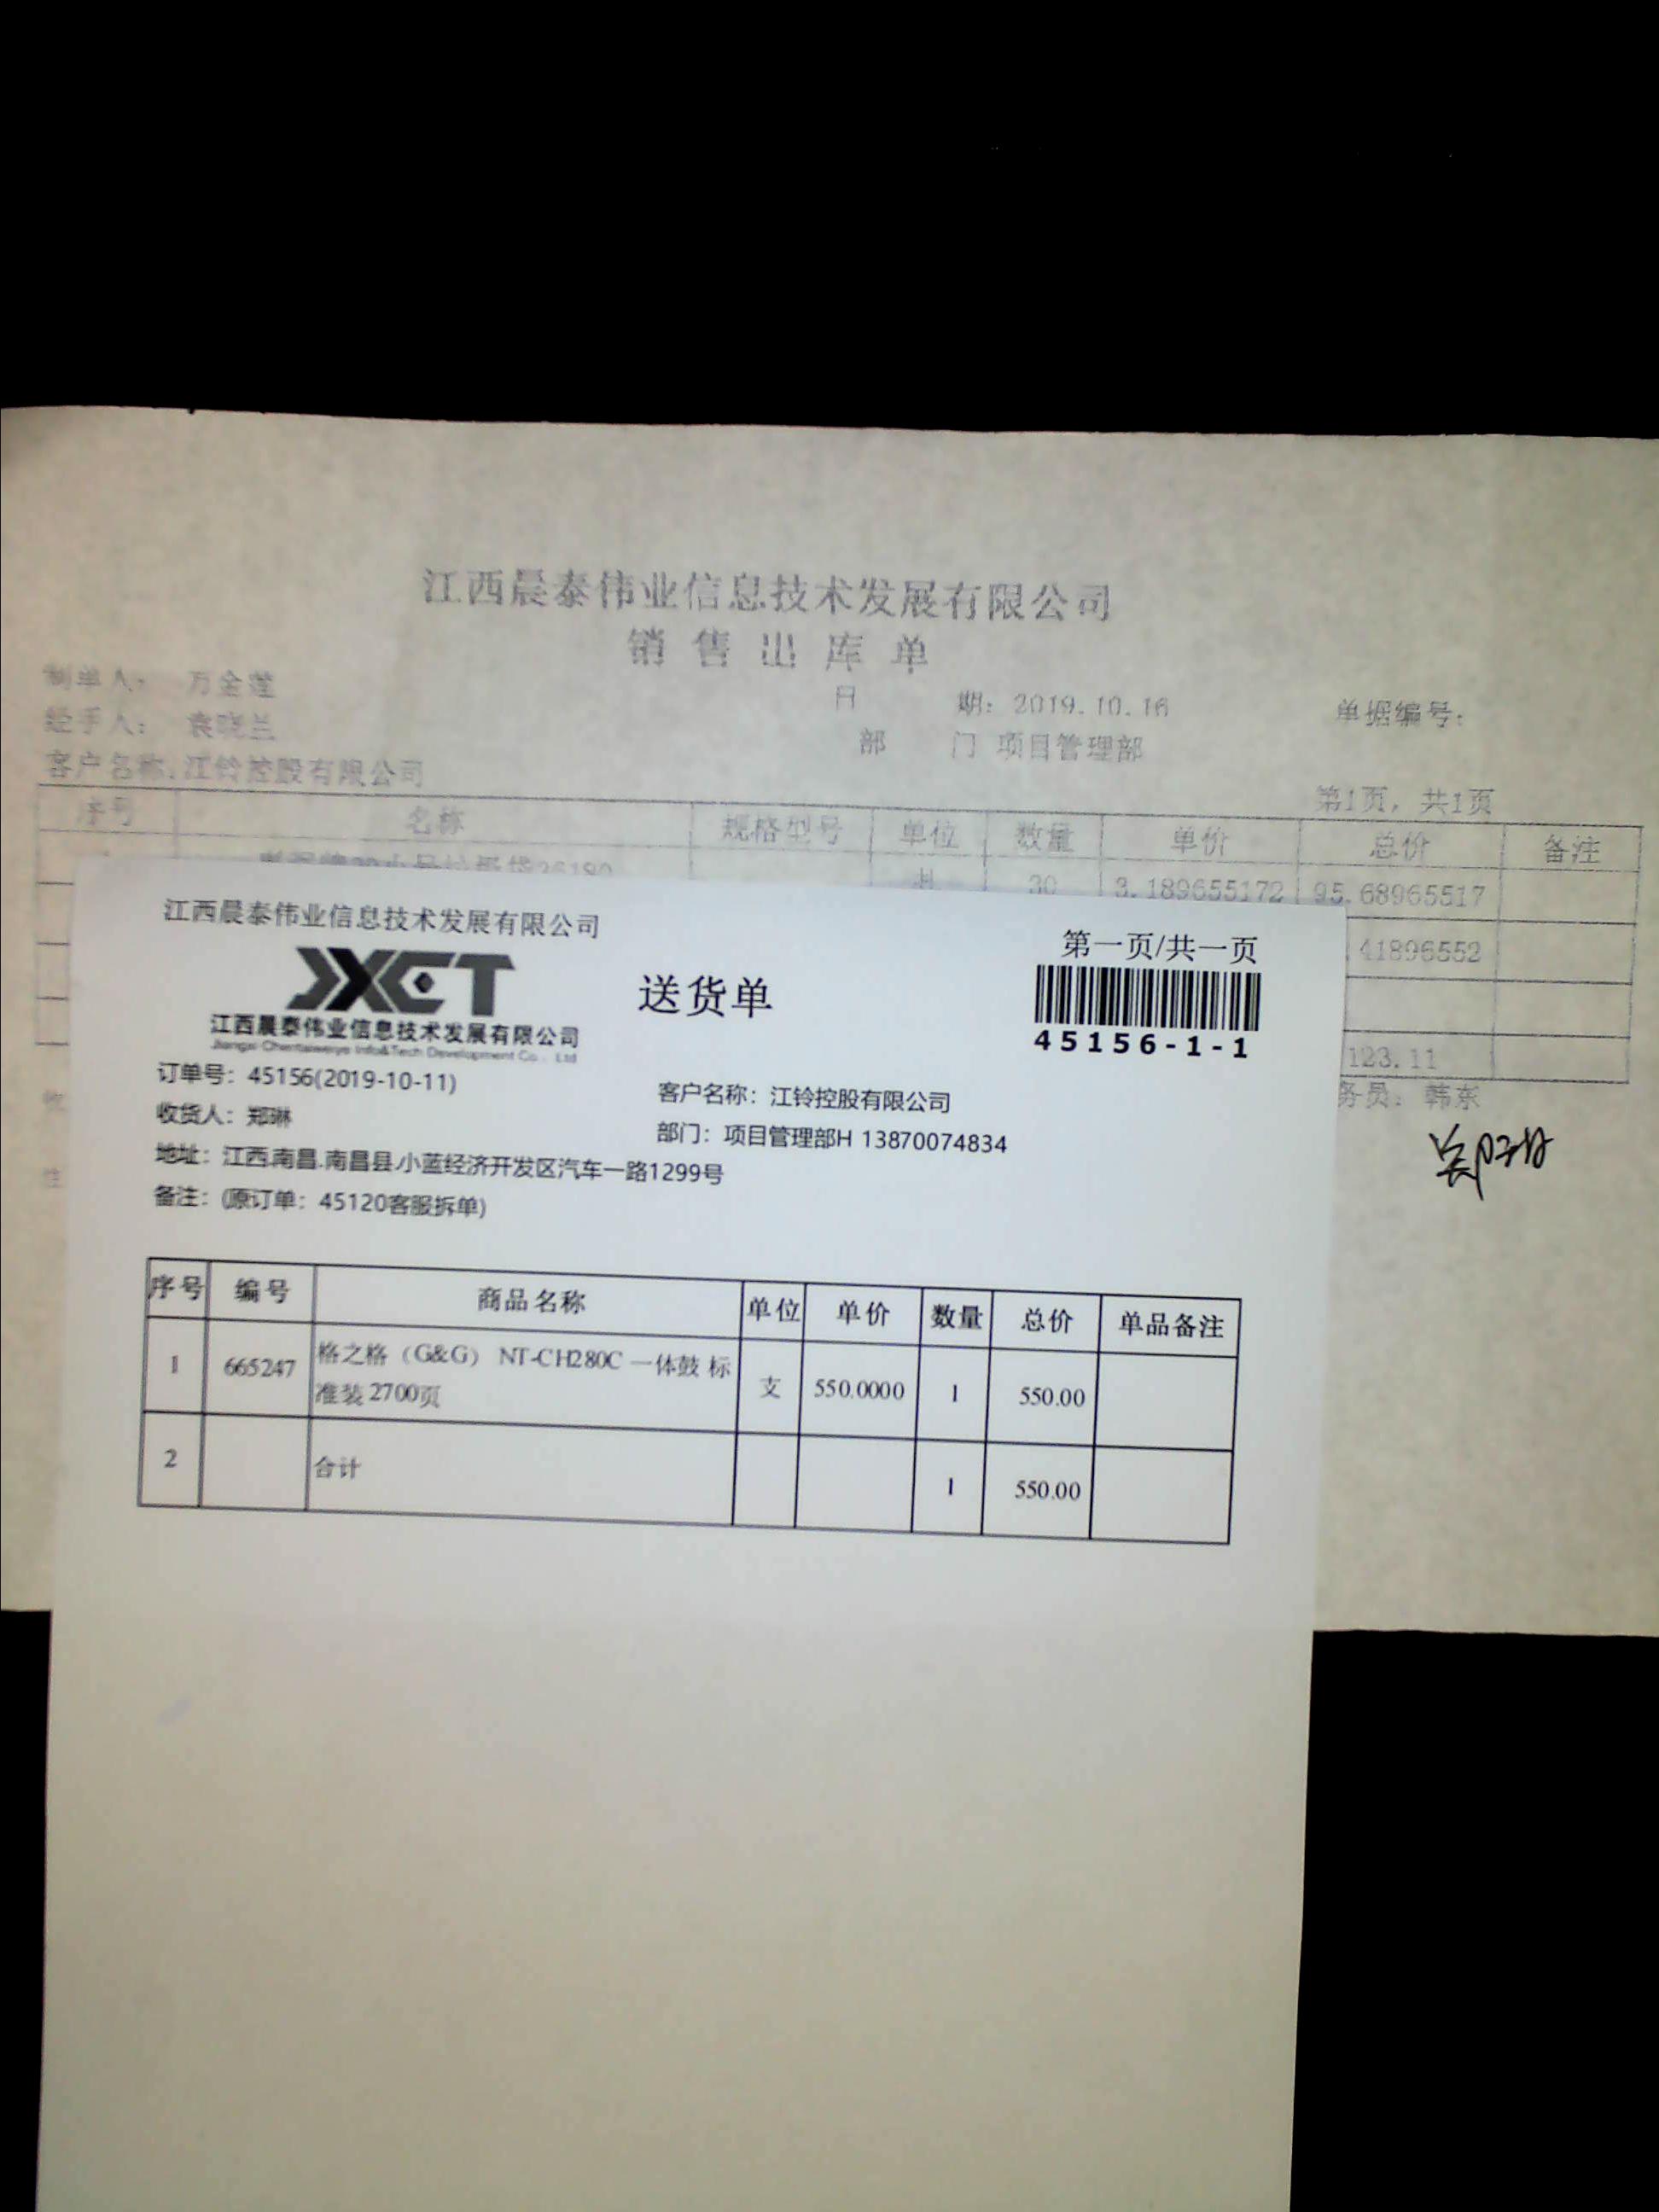 江西晨泰伟业信息技术发展有限公司
销售出库单
制单人: 万金莲
日 期: 2019.10.16
单据编号:
经手人: 袁晓兰
部 门 项目管理部
客户名称.江铃控股有限公司
第1页, 共1页
序号 名称 规格型号 单位 数量 单价 总价 备注
30 3.189655172 95.68965517
41896552
123.11
务员: 韩东
江西晨泰伟业信息技术发展有限公司
第一页/共一页
JXCT
送货单
江西晨泰伟业信息技术发展有限公司
Jiangxi Chentaiweiye Info&Tech Development Co., Ltd
45156-1-1
订单号: 45156(2019-10-11)
客户名称: 江铃控股有限公司
收货人: 郑琳
部门: 项目管理部H 13870074834
地址: 江西.南昌.南昌县.小蓝经济开发区汽车一路1299号
备注: (原订单: 45120客服拆单)
序号 编号 商品名称 单位 单价 数量 总价 单品备注
1 665247 格之格（G&G） NT-CH280C 一体鼓 标 支 550.0000 1 550.00
准装 2700页
2 合计 1 550.00